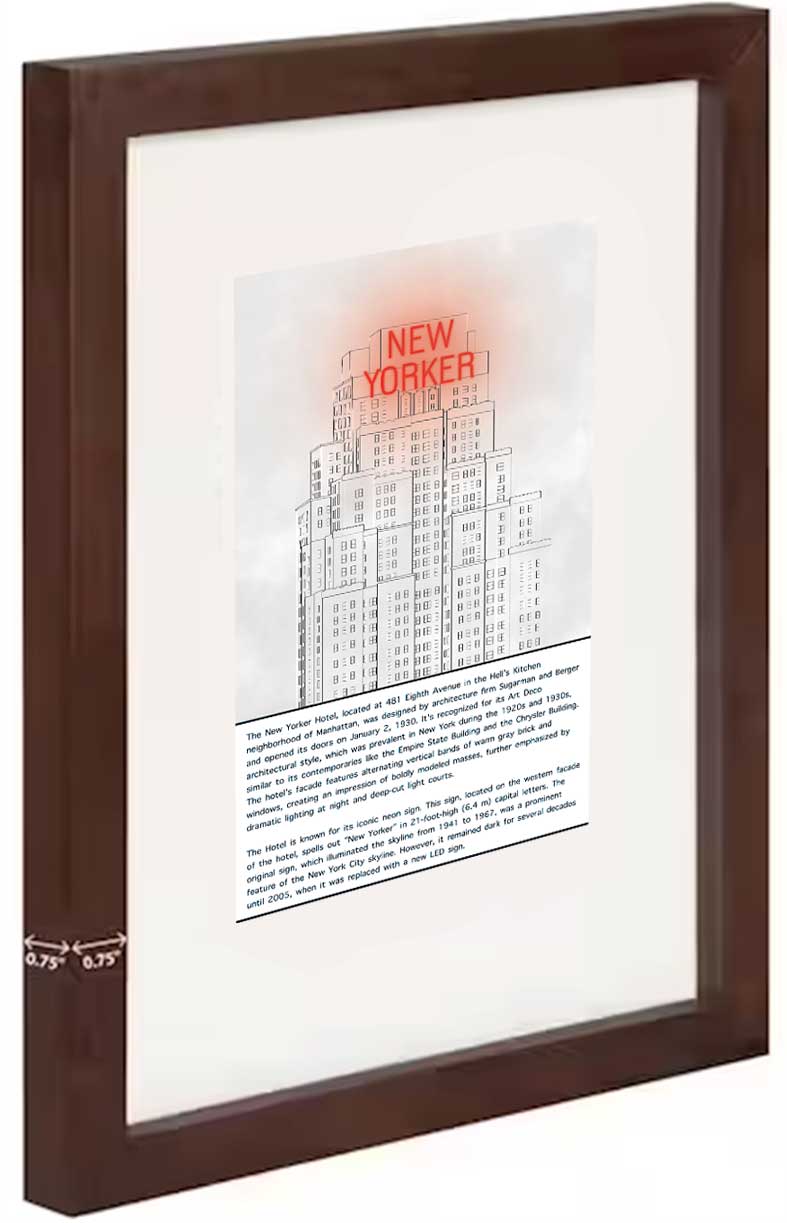 NEW
YORKER
The New Yorker Hotel, located at 481 Eighth Avenue in the Hell's Kitchen
neighborhood of Manhattan, was designed by architecture firm Sugarman and Berger
and opened its doors on January 2, 1930. It's recognized for its Art Deco
architectural style, which was prevalent in New York during the 1920s and 1930s,
similar to its contemporaries like the Empire State Building and the Chrysler Building.
The hotel's facade features alternating vertical bands of warm gray brick and
windows, creating an impression of boldly modeled masses, further emphasized by
dramatic lighting at night and deep-cut light courts.
The Hotel is known for its iconic neon sign. This sign, located on the western facade
of the hotel, spells out "New Yorker" in 21-foot-high (6.4 m) capital letters. The
original sign, which illuminated the skyline from 1941 to 1967, was a prominent
feature of the New York City skyline. However, it remained dark for several decades
until 2005, when it was replaced with a new LED sign.
0.75" 0.75"